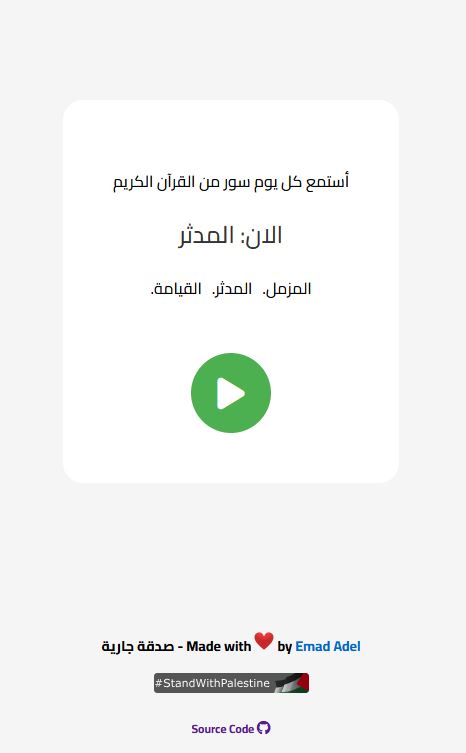 أستمع كل يوم سور من القرآن الكريم
الان: المدثر
المزمل. المدثر. القيامة.
صدقة جارية - Made with ❤️ by Emad Adel
#StandWithPalestine
Source Code